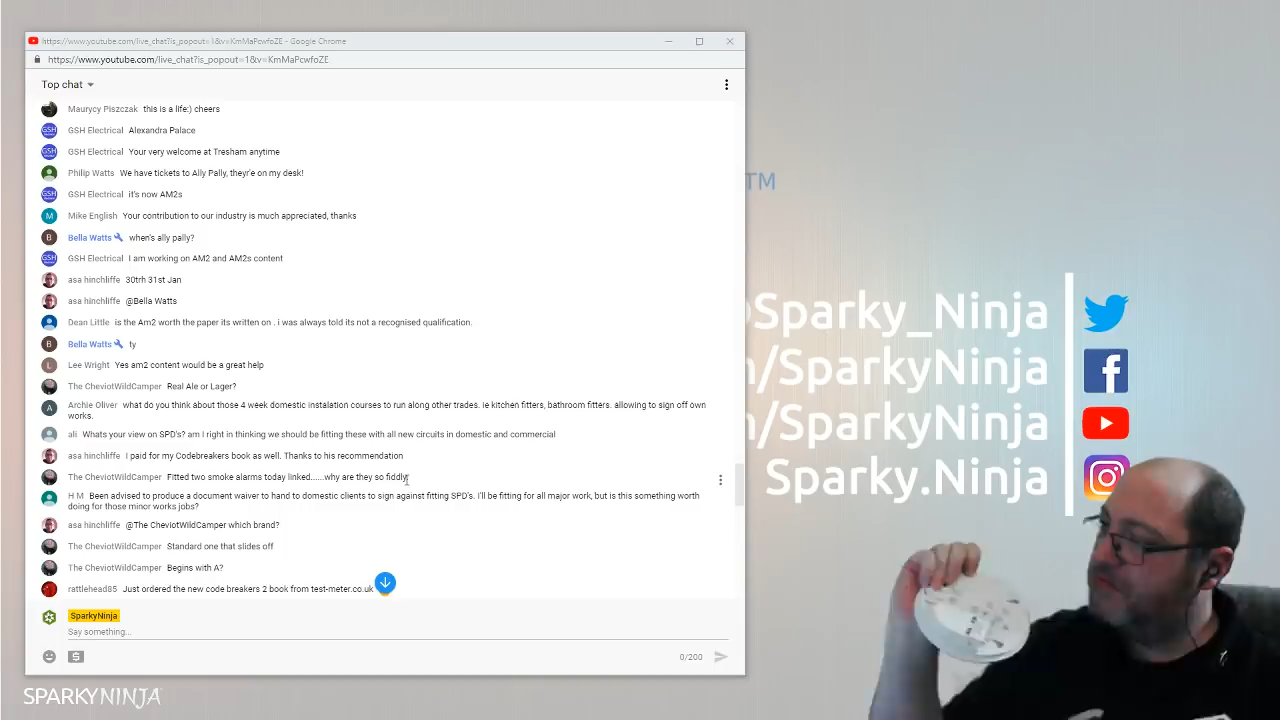 https://www.youtube.com/live_chat?is_popout=1&v=KmMaPcwfoZE - Google Chrome
https://www.youtube.com/live_chat?is_popout=1&v=KmMaPcwfoZE
Top chat
Maurycy Piszczak this is a life:) cheers
GSH Electrical Alexandra Palace
GSH Electrical Your very welcome at Tresham anytime
Philip Watts We have tickets to Ally Pally, theyr'e on my desk!
GSH Electrical it's now AM2s
Mike English Your contribution to our industry is much appreciated, thanks
Bella Watts when's ally pally?
GSH Electrical I am working on AM2 and AM2s content
asa hinchliffe 30trh 31st Jan
asa hinchliffe @Bella Watts
Dean Little is the Am2 worth the paper its written on . i was always told its not a recognised qualification.
Bella Watts ty
Lee Wright Yes am2 content would be a great help
The CheviotWildCamper Real Ale or Lager?
Archie Oliver what do you think about those 4 week domestic instalation courses to run along other trades. ie kitchen fitters, bathroom fitters. allowing to sign off own
works.
ali Whats your view on SPD's? am I right in thinking we should be fitting these with all new circuits in domestic and commercial
asa hinchliffe I paid for my Codebreakers book as well. Thanks to his recommendation
The CheviotWildCamper Fitted two smoke alarms today linked......why are they so fiddly
H M Been advised to produce a document waiver to hand to domestic clients to sign against fitting SPD's. I'll be fitting for all major work, but is this something worth
doing for those minor works jobs?
asa hinchliffe @The CheviotWildCamper which brand?
The CheviotWildCamper Standard one that slides off
The CheviotWildCamper Begins with A?
rattlehead85 Just ordered the new code breakers 2 book from test-meter.co.uk
SparkyNinja
Say something...
0/200
TM
@Sparky_Ninja
/SparkyNinja
/SparkyNinja
Sparky.Ninja
SPARKYNINJA